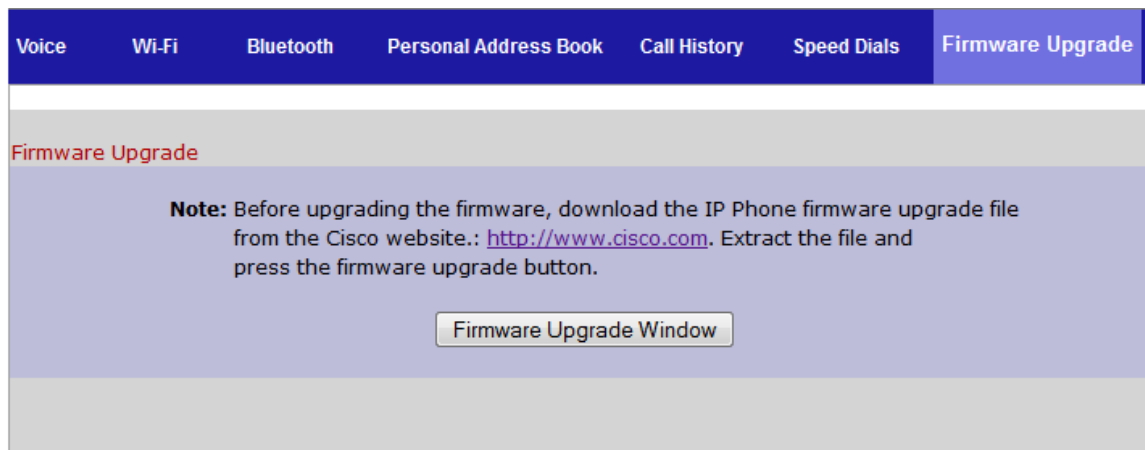 Voice Wi-Fi Bluetooth Personal Address Book Call History Speed Dials Firmware Upgrade
Firmware Upgrade
Note: Before upgrading the firmware, download the IP Phone firmware upgrade file
from the Cisco website.: http://www.cisco.com. Extract the file and
press the firmware upgrade button.
Firmware Upgrade Window